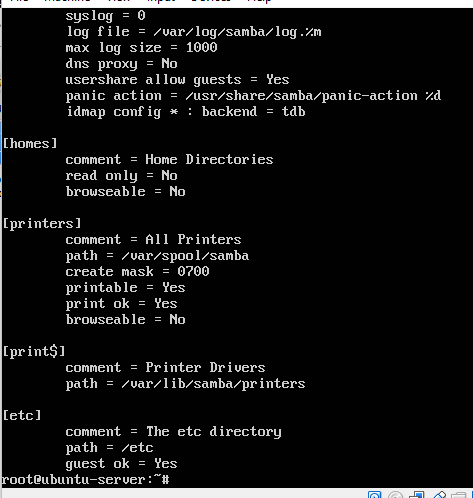 syslog = 0
log file = /var/log/samba/log.%m
max log size = 1000
dns proxy = No
usershare allow guests = Yes
panic action = /usr/share/samba/panic-action %d
idmap config * : backend = tdb
[homes]
comment = Home Directories
read only = No
browseable = No
[printers]
comment = All Printers
path = /var/spool/samba
create mask = 0700
printable = Yes
print ok = Yes
browseable = No
[print$]
comment = Printer Drivers
path = /var/lib/samba/printers
[etc]
comment = The etc directory
path = /etc
guest ok = Yes
root@ubuntu-server:~#